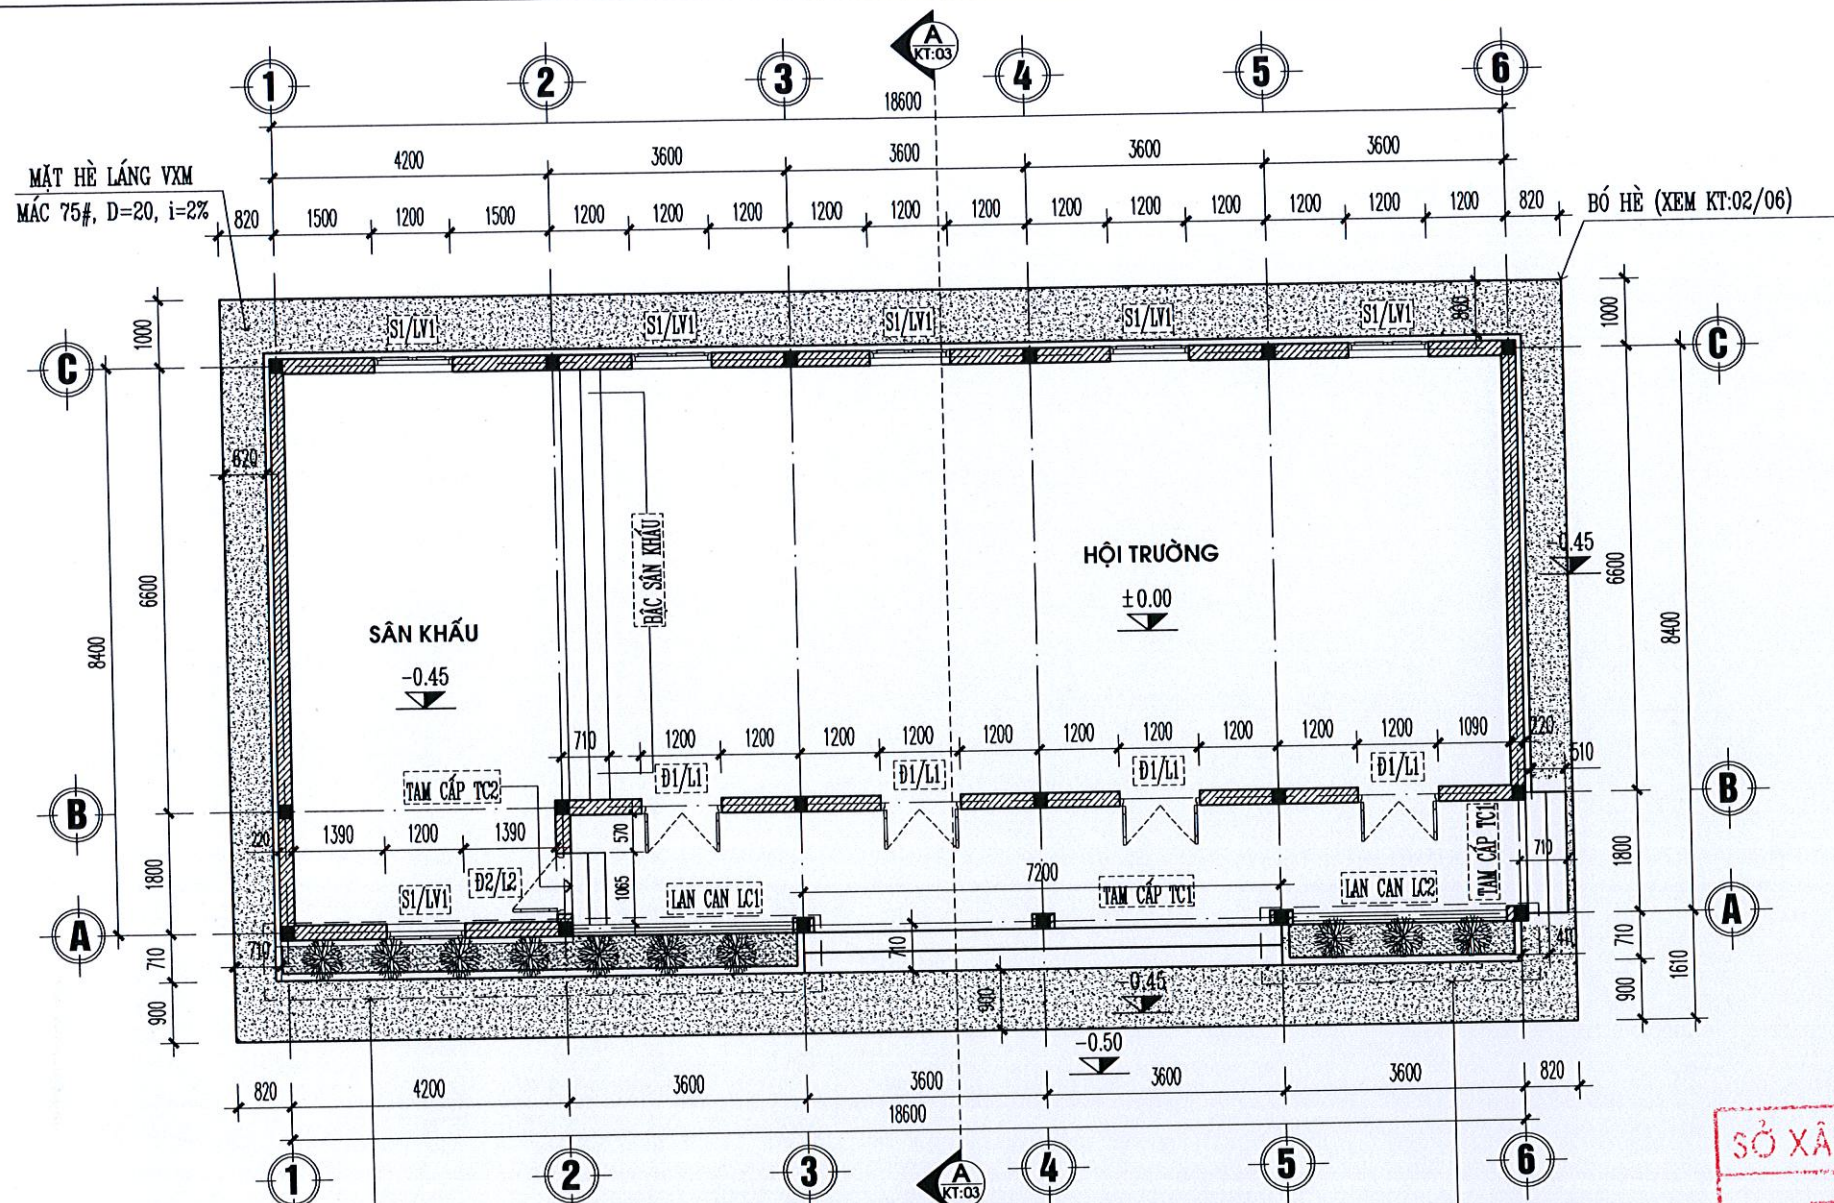 A
KT:03
1
2
3
4
5
6
18600
4200
3600
3600
3600
3600
MẶT HÈ LÁNG VXM
MÁC 75#, D=20, i=2%
BÓ HÈ (XEM KT:02/06)
820
1500
1200
1500
1200
1200
1200
1200
1200
1200
1200
1200
1200
1200
1200
1200
820
1000
S1/LV1
S1/LV1
S1/LV1
S1/LV1
S1/LV1
1000
C
C
620
BẬC SÂN KHẤU
HỘI TRƯỜNG
±0.00
-0.45
6600
6600
8400
8400
SÂN KHẤU
-0.45
710
1200
1200
1200
1200
1200
1200
1200
1200
1200
1200
1090
220
510
TAM CẤP TC2
Đ1/L1
Đ1/L1
Đ1/L1
Đ1/L1
B
B
220
1390
1200
1390
570
TAM CẤP TC1
710
1800
1800
Đ2/L2
1065
7200
S1/LV1
LAN CAN LC1
TAM CẤP TC1
LAN CAN LC2
A
A
710
710
710
410
710
900
900
-0.45
900
1610
-0.50
820
4200
3600
3600
3600
3600
820
18600
1
2
3
A
KT:03
4
5
6
SỞ XÂ